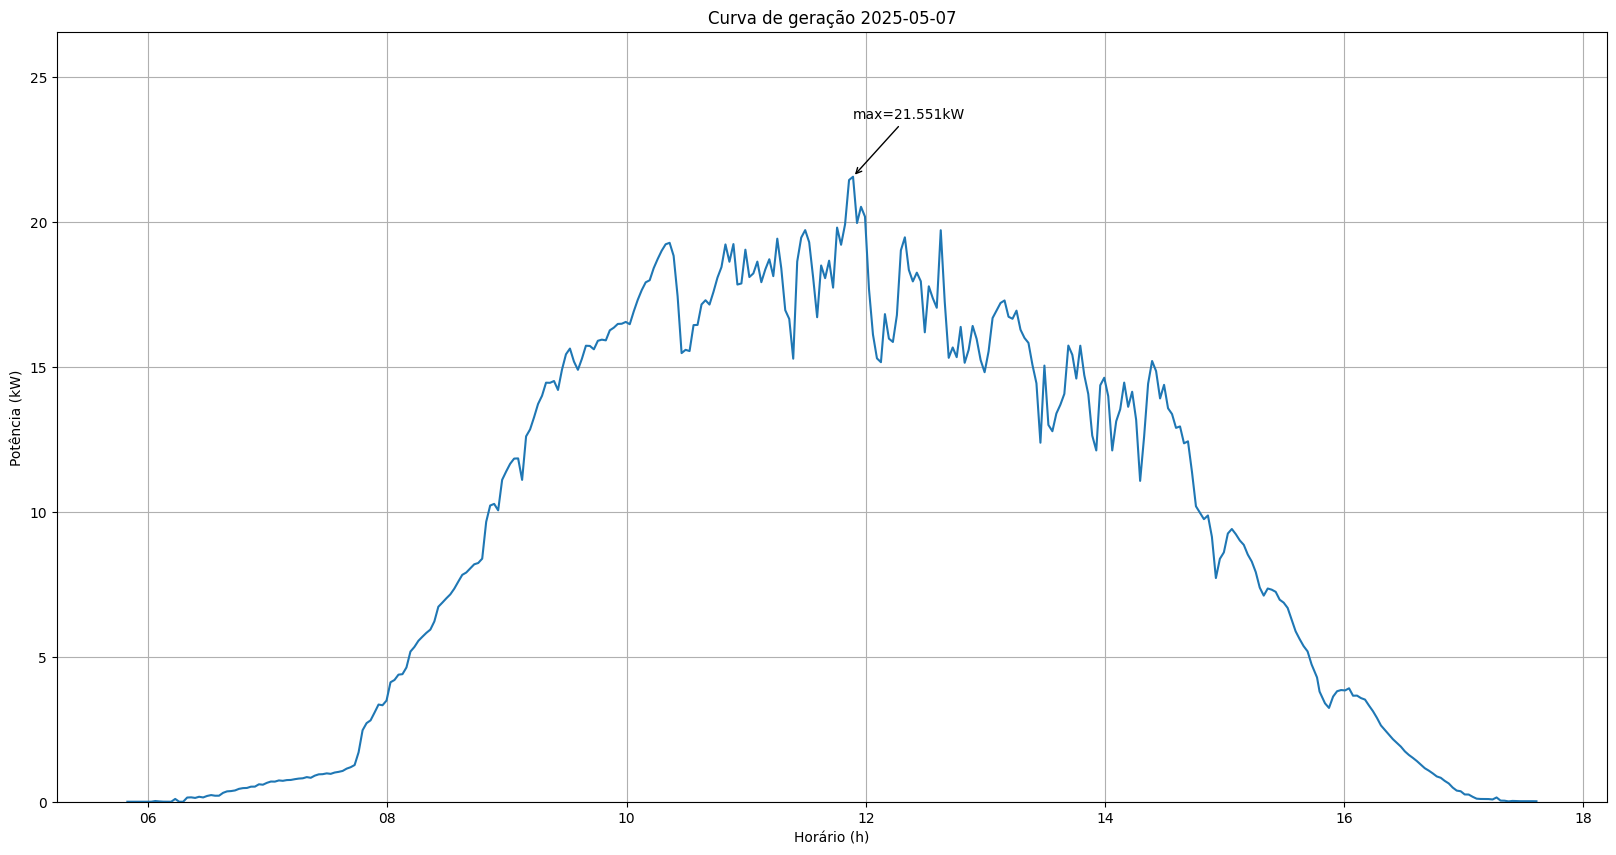 Curva de geração 2025-05-07
max=21.551kW
Potência (kW)
25
20
15
10
5
0
06 08 10 12 14 16 18
Horário (h)